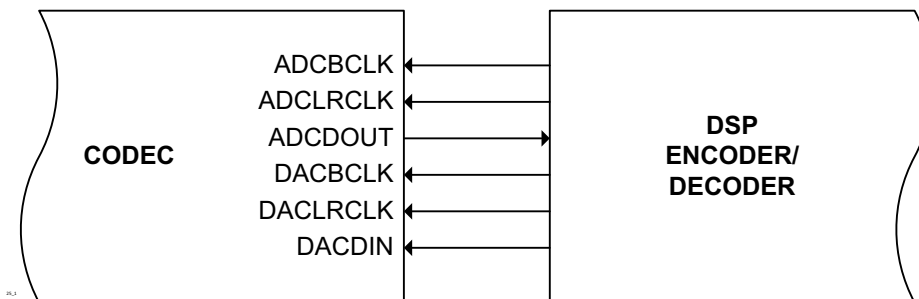 ADCBCLK
ADCLRCLK
ADCDOUT
CODEC
DACBCLK
DACLRCLK
DACDIN
DSP
ENCODER/
DECODER